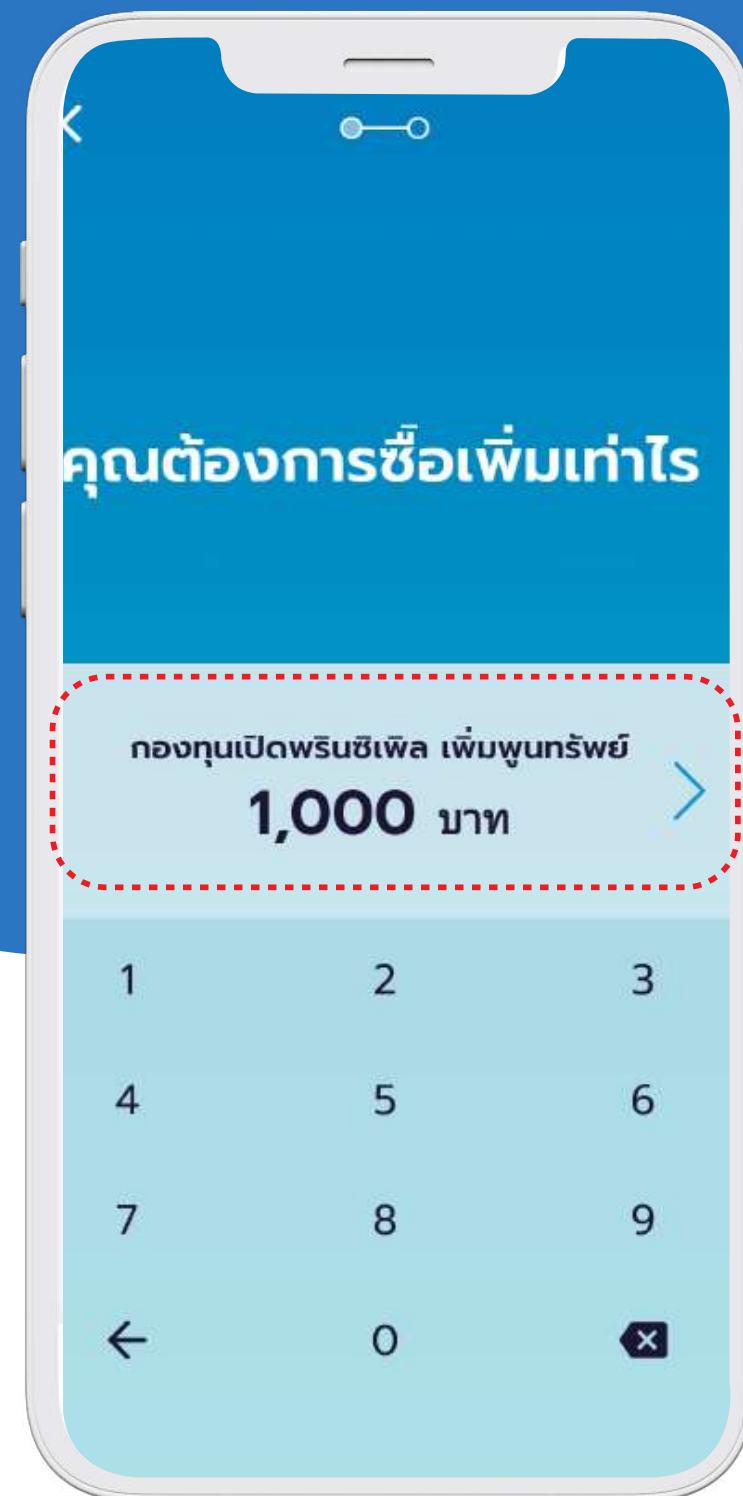 คุณต้องการซื้อเพิ่มเท่าไร
กองทุนเปิดพรินซิเพิล เพิ่มพูนทรัพย์
1,000 บาท
1 2 3
4 5 6
7 8 9
0